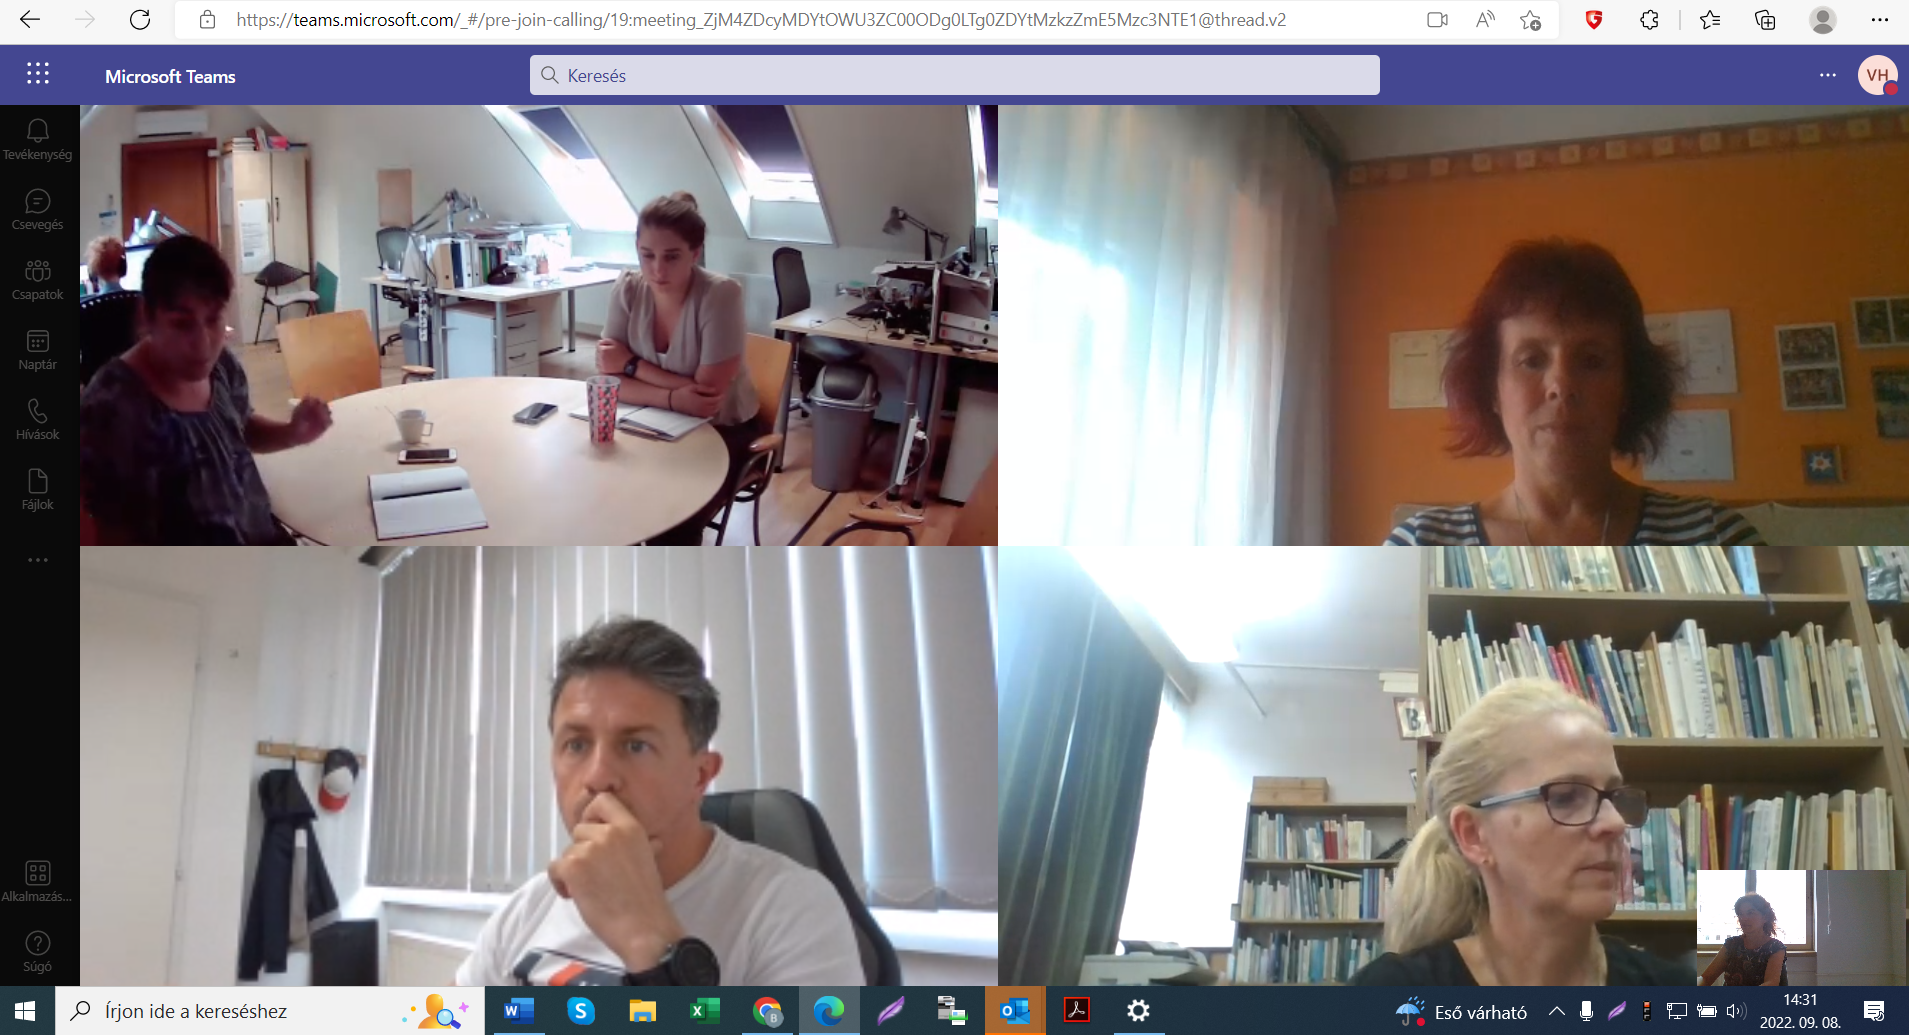 https://teams.microsoft.com/_#/pre-join-calling/19:meeting_ZjM4ZDcyMDYtOWU3ZC00ODg0LTg0ZDYtMzkzZmE5Mzc3NTE1@thread.v2
Microsoft Teams
Keresés
VH
Tevékenység
Csevegés
Csapatok
Naptár
Hívások
Fájlok
Alkalmazás...
Súgó
Írjon ide a kereséshez
Eső várható
14:31
2022. 09. 08.